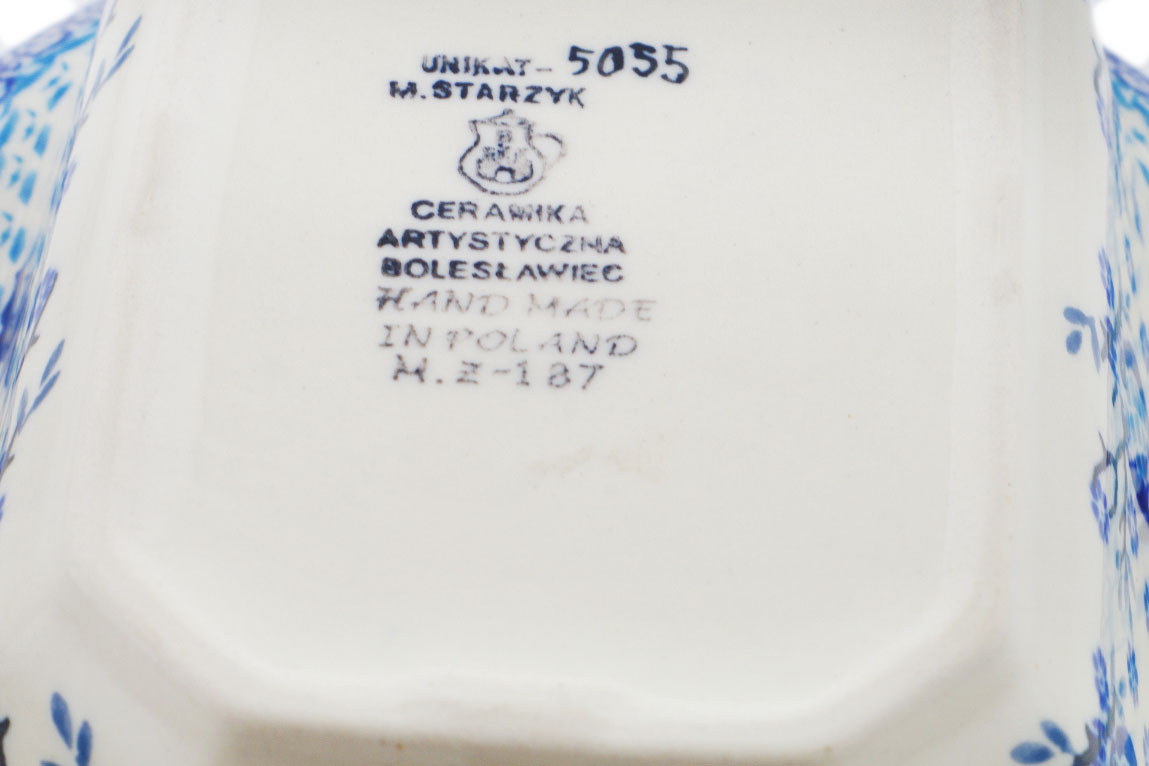 UNIKAT-5055
M.STARZYK
CERAMIKA
ARTYSTYCZNA
BOLESŁAWIEC
HAND MADE
IN POLAND
M.Z-187